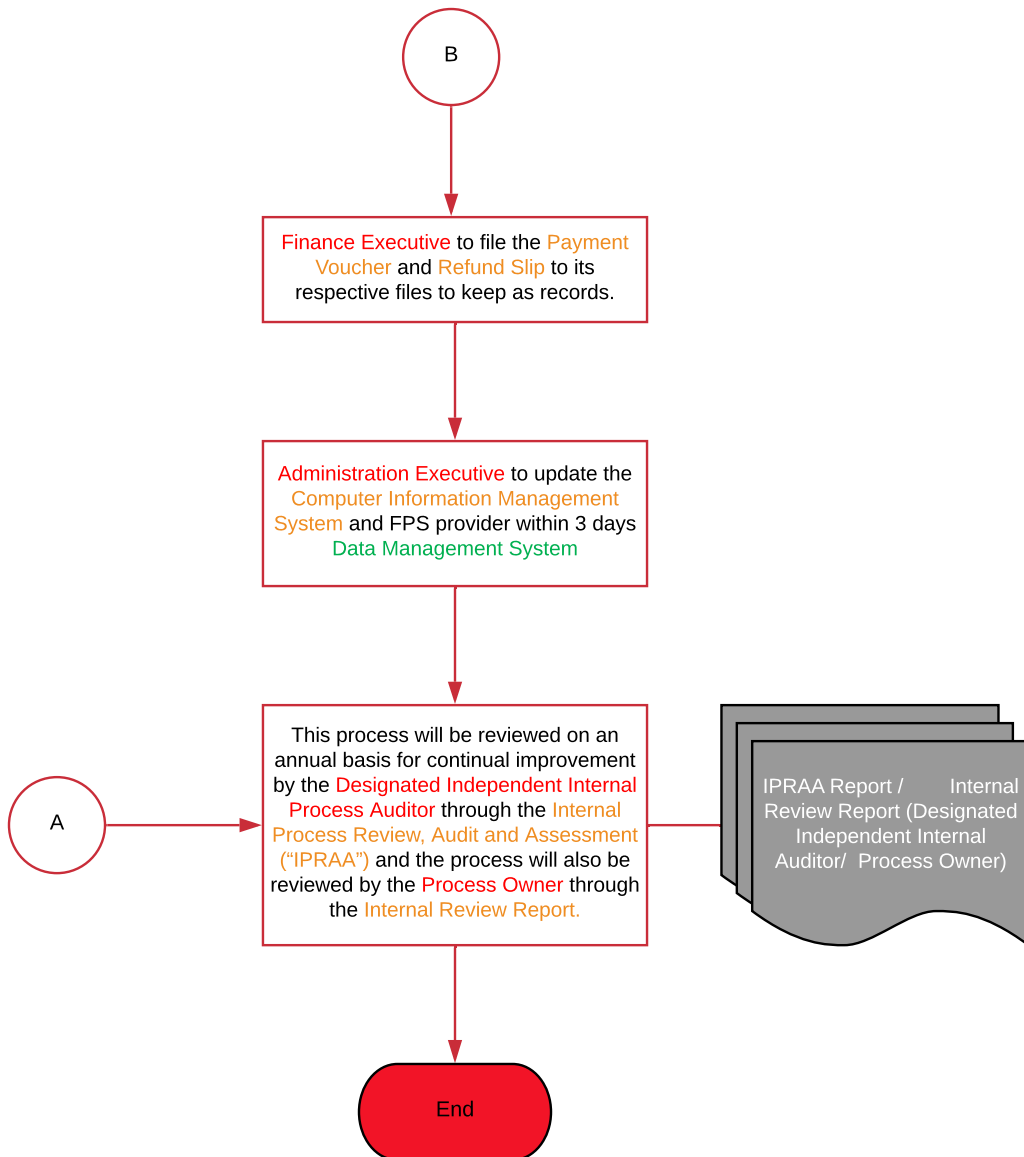 B
Finance Executive to file the Payment
Voucher and Refund Slip to its
respective files to keep as records.
Administration Executive to update the
Computer Information Management
System and FPS provider within 3 days
Data Management System
This process will be reviewed on an
annual basis for continual improvement
by the Designated Independent Internal
Process Auditor through the Internal
Process Review, Audit and Assessment
(“IPRAA”) and the process will also be
reviewed by the Process Owner through
the Internal Review Report.
A
IPRAA Report / Internal
Review Report (Designated
Independent Internal
Auditor/ Process Owner)
End